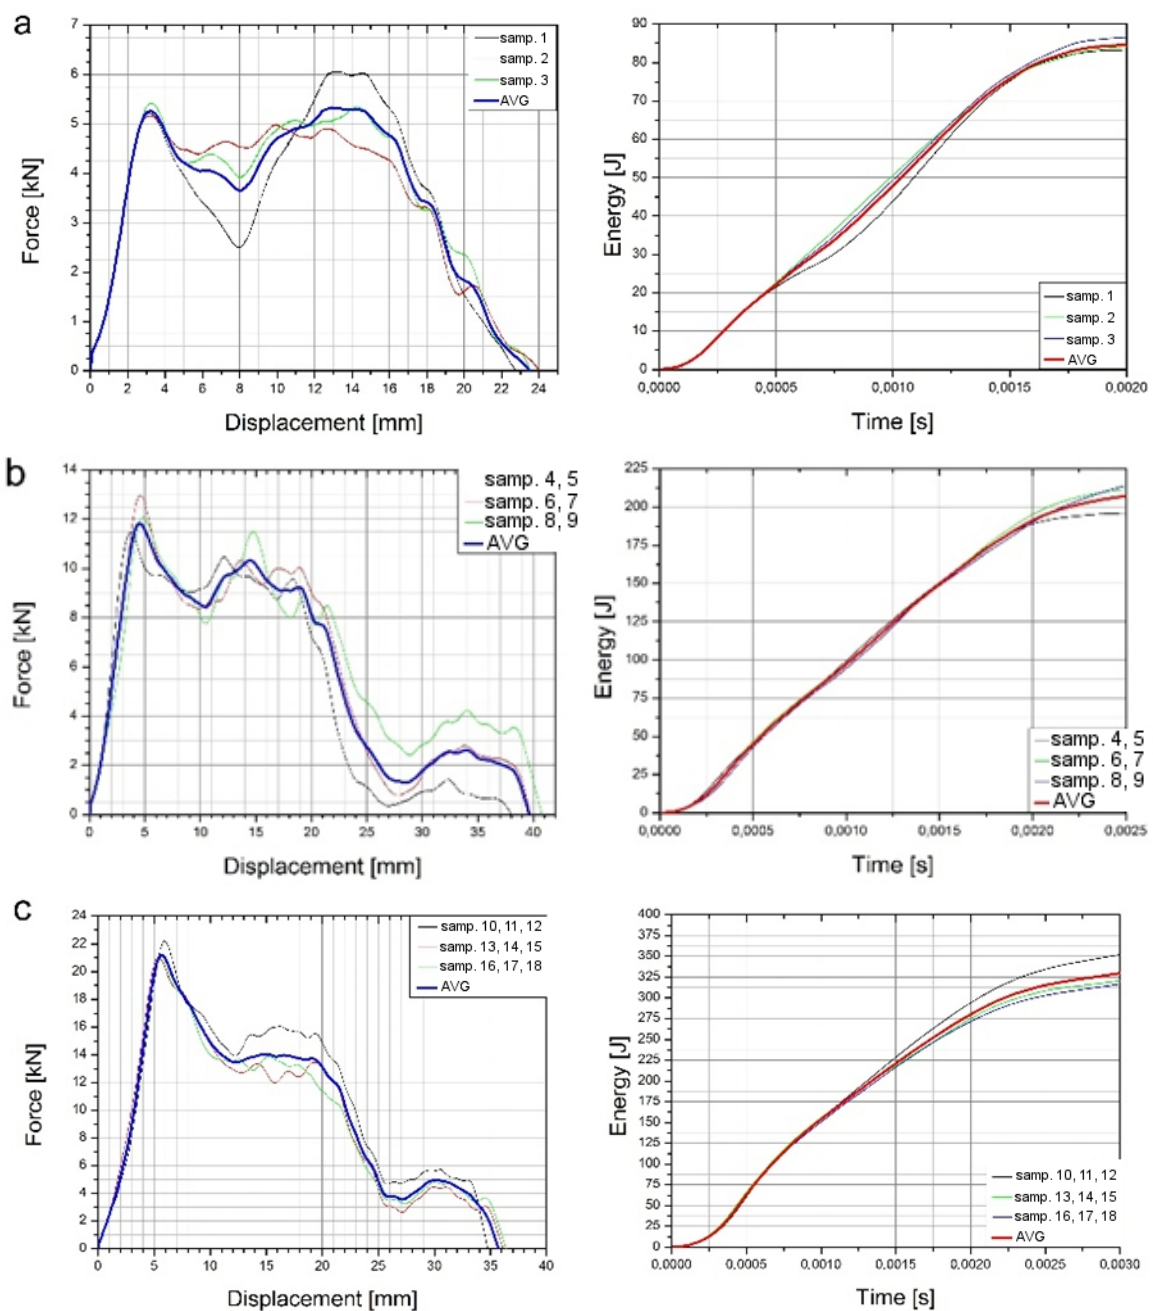 a
7
6
5
4
3
2
1
0
Force [kN]
0 2 4 6 8 10 12 14 16 18 20 22 24
Displacement [mm]
samp. 1
samp. 2
samp. 3
AVG
90
80
70
60
50
40
30
20
10
0
Energy [J]
0,0000 0,0005 0,0010 0,0015 0,0020
Time [s]
samp. 1
samp. 2
samp. 3
AVG
b
14
12
10
8
6
4
2
0
Force [kN]
0 5 10 15 20 25 30 35 40
Displacement [mm]
samp. 4, 5
samp. 6, 7
samp. 8, 9
AVG
225
200
175
150
125
100
75
50
25
0
Energy [J]
0,0000 0,0005 0,0010 0,0015 0,0020 0,0025
Time [s]
samp. 4, 5
samp. 6, 7
samp. 8, 9
AVG
c
24
22
20
18
16
14
12
10
8
6
4
2
0
Force [kN]
0 5 10 15 20 25 30 35 40
Displacement [mm]
samp. 10, 11, 12
samp. 13, 14, 15
samp. 16, 17, 18
AVG
400
375
350
325
300
275
250
225
200
175
150
125
100
75
50
25
0
Energy [J]
0,0000 0,0005 0,0010 0,0015 0,0020 0,0025 0,0030
Time [s]
samp. 10, 11, 12
samp. 13, 14, 15
samp. 16, 17, 18
AVG